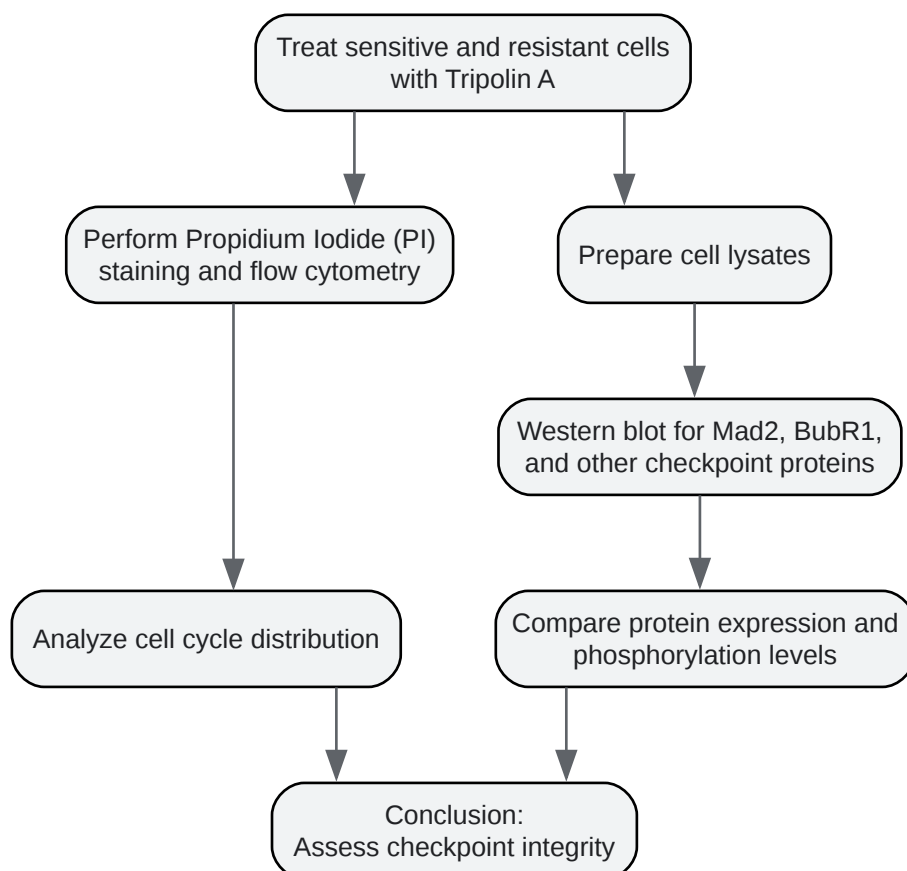 Treat sensitive and resistant cells
with Tripolin A
Perform Propidium Iodide (PI)
staining and flow cytometry
Prepare cell lysates
Western blot for Mad2, BubR1,
and other checkpoint proteins
Analyze cell cycle distribution
Compare protein expression and
phosphorylation levels
Conclusion:
Assess checkpoint integrity